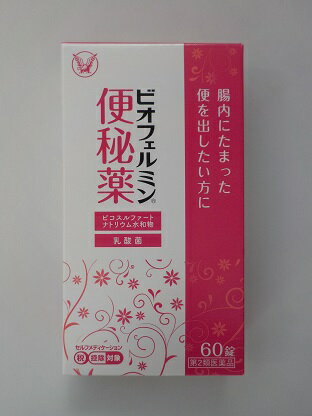 腸内にたまった
便を出したい方に
ビオフェルミン®
便秘薬
ピコスルファート
ナトリウム水和物
乳酸菌
セルフメディケーション
税 控除 対象
60錠
第2類医薬品